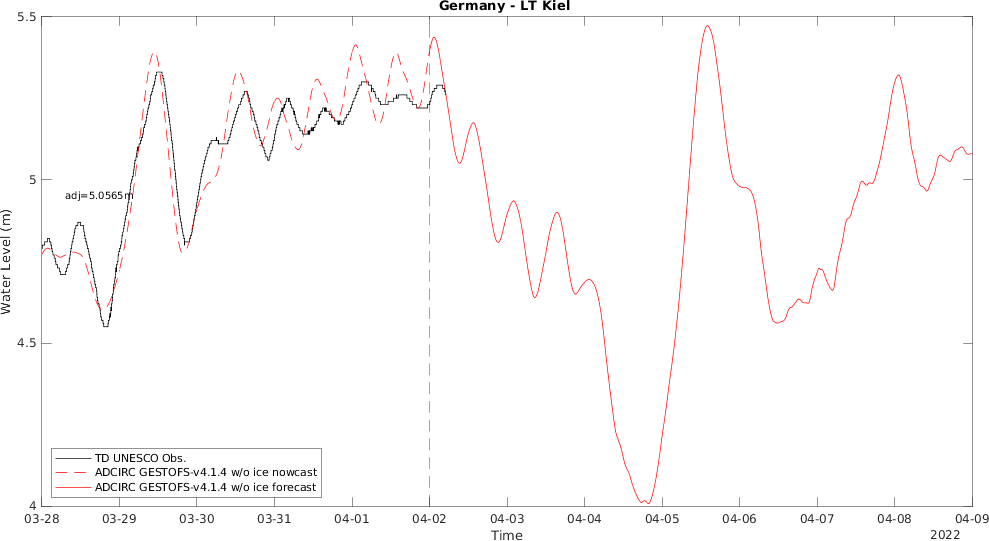 Germany - LT Kiel
5.5
5
4.5
4
Water Level (m)
adj=5.0565m
TD UNESCO Obs.
ADCIRC GESTOFS-v4.1.4 w/o ice nowcast
ADCIRC GESTOFS-v4.1.4 w/o ice forecast
03-28 03-29 03-30 03-31 04-01 04-02 04-03 04-04 04-05 04-06 04-07 04-08 04-09
Time
2022